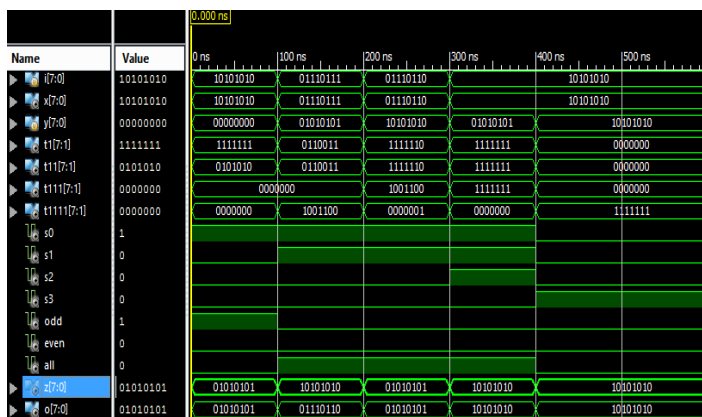 0.000 ns
Name Value 0 ns 100 ns 200 ns 300 ns 400 ns 500 ns
i[7:0] 10101010 10101010 01110111 01110110 10101010
x[7:0] 10101010 10101010 01110111 01110110 10101010
y[7:0] 00000000 00000000 01010101 10101010 01010101 10101010
t1[7:1] 1111111 1111111 0110011 1111110 1111111 0000000
t11[7:1] 0101010 0101010 0110011 1111110 1111111 0000000
t111[7:1] 0000000 0000000 1001100 1111111 0000000
t1111[7:1] 0000000 0000000 1001100 0000001 0000000 1111111
s0 1
s1 0
s2 0
s3 0
odd 1
even 0
all 0
z[7:0] 01010101 01010101 10101010 01010101 10101010 10101010
o[7:0] 01010101 01010101 01110110 01010101 10101010 10101010